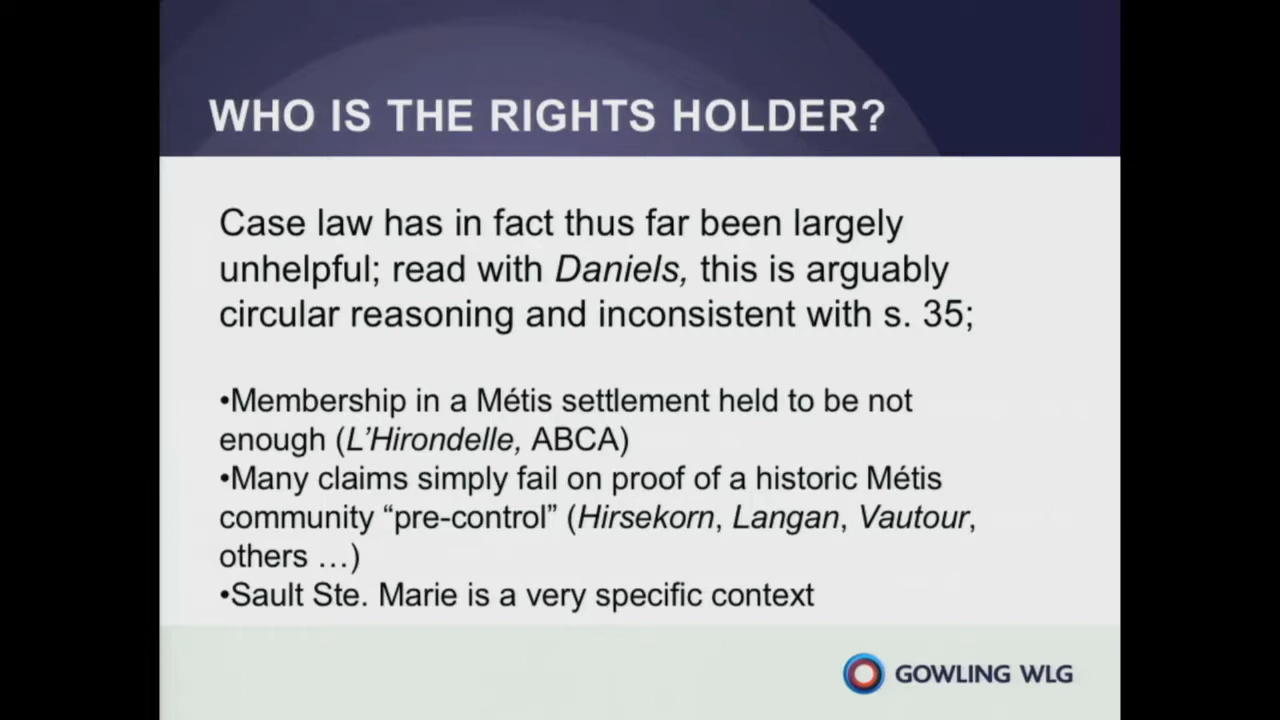 WHO IS THE RIGHTS HOLDER?
Case law has in fact thus far been largely
unhelpful; read with Daniels, this is arguably
circular reasoning and inconsistent with s. 35;
•Membership in a Métis settlement held to be not
enough (L’Hirondelle, ABCA)
•Many claims simply fail on proof of a historic Métis
community “pre-control” (Hirsekorn, Langan, Vautour,
others …)
•Sault Ste. Marie is a very specific context
GOWLING WLG